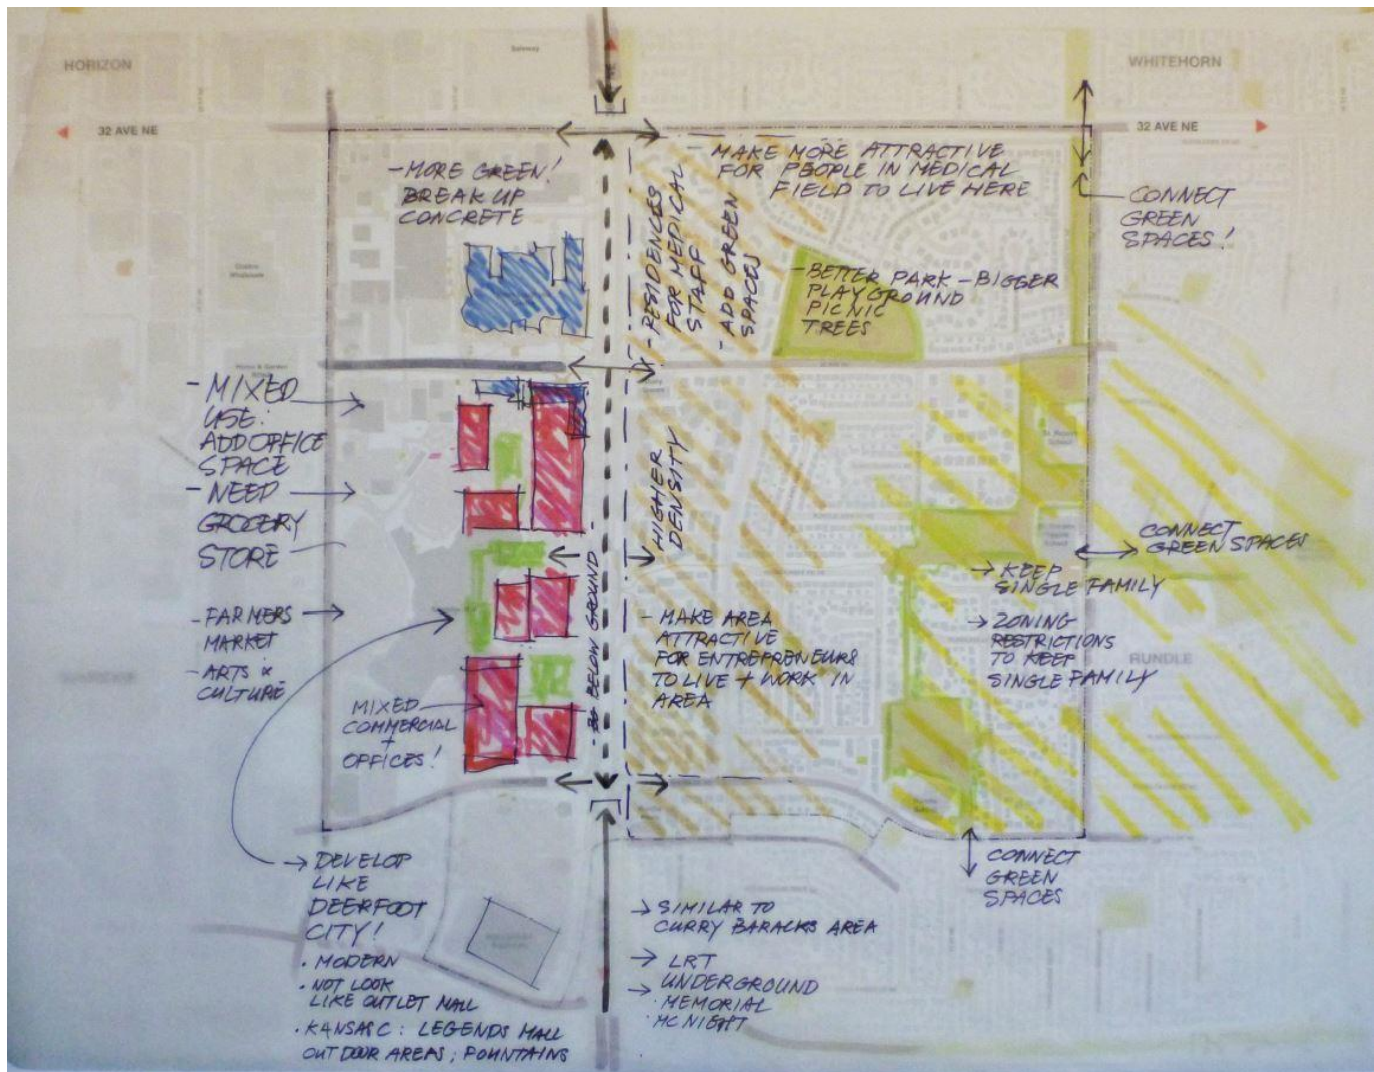 Safeway
HORIZON
WHITEHORN
32 AVE NE
32 AVE NE
- MORE GREEN!
BREAK UP
CONCRETE
MAKE MORE ATTRACTIVE
FOR PEOPLE IN MEDICAL
FIELD TO LIVE HERE
CONNECT
GREEN
SPACES!
- RESIDENCES
FOR MEDICAL
STAFF
- ADD GREEN
SPACES
- BETTER PARK - BIGGER
PLAYGROUND
PICNIC
TREES
- MIXED
USE:
ADD OFFICE
SPACE
- NEED
GROCERY
STORE
- FARMERS
MARKET
- ARTS &
CULTURE
HIGHER
DENSITY
- BELOW GROUND
CONNECT
GREEN SPACES
→ KEEP
SINGLE FAMILY
→ ZONING
RESTRICTIONS
TO KEEP
SINGLE FAMILY
RUNDLE
- MAKE AREA
ATTRACTIVE
FOR ENTREPRENEURS
TO LIVE + WORK IN
AREA
MIXED
COMMERCIAL
+
OFFICES!
→ DEVELOP
LIKE
DEERFOOT
CITY!
• MODERN
• NOT LOOK
LIKE OUTLET MALL
• KANSAS C: LEGENDS MALL
OUTDOOR AREAS; FOUNTAINS
→ SIMILAR TO
CURRY BARACKS AREA
→ LRT
→ UNDERGROUND
· MEMORIAL
· MCNIGHT
CONNECT
GREEN
SPACES